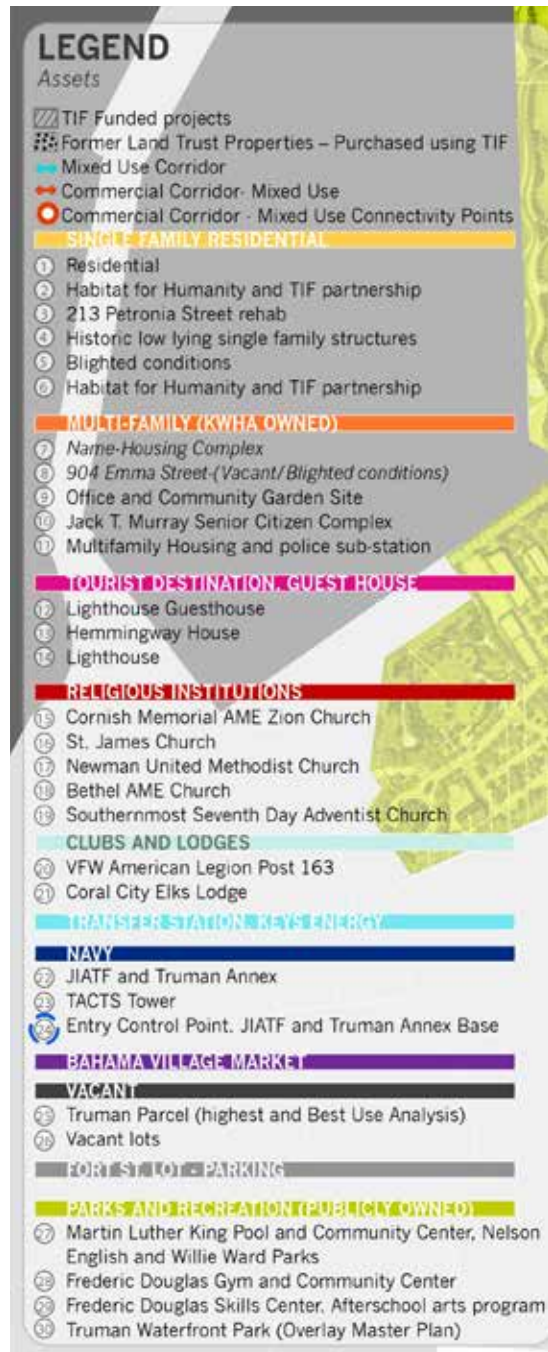 LEGEND
Assets
TIF Funded projects
Former Land Trust Properties – Purchased using TIF
Mixed Use Corridor
Commercial Corridor- Mixed Use
Commercial Corridor - Mixed Use Connectivity Points
SINGLE FAMILY RESIDENTIAL
1 Residential
2 Habitat for Humanity and TIF partnership
3 213 Petronia Street rehab
4 Historic low lying single family structures
5 Blighted conditions
6 Habitat for Humanity and TIF partnership
MULTI-FAMILY (KWHA OWNED)
7 Name-Housing Complex
8 904 Emma Street-(Vacant/Blighted conditions)
9 Office and Community Garden Site
10 Jack T. Murray Senior Citizen Complex
11 Multifamily Housing and police sub-station
TOURIST DESTINATION, GUEST HOUSE
12 Lighthouse Guesthouse
13 Hemmingway House
14 Lighthouse
RELIGIOUS INSTITUTIONS
15 Cornish Memorial AME Zion Church
16 St. James Church
17 Newman United Methodist Church
18 Bethel AME Church
19 Southernmost Seventh Day Adventist Church
CLUBS AND LODGES
20 VFW American Legion Post 163
21 Coral City Elks Lodge
TRANSFER STATION, KEYS ENERGY
NAVY
22 JIATF and Truman Annex
23 TACTS Tower
24 Entry Control Point. JIATF and Truman Annex Base
BAHAMA VILLAGE MARKET
VACANT
25 Truman Parcel (highest and Best Use Analysis)
26 Vacant lots
FORT ST. LOT - PARKING
PARKS AND RECREATION (PUBLICLY OWNED)
27 Martin Luther King Pool and Community Center, Nelson
English and Willie Ward Parks
28 Frederic Douglas Gym and Community Center
29 Frederic Douglas Skills Center, Afterschool arts program
30 Truman Waterfront Park (Overlay Master Plan)